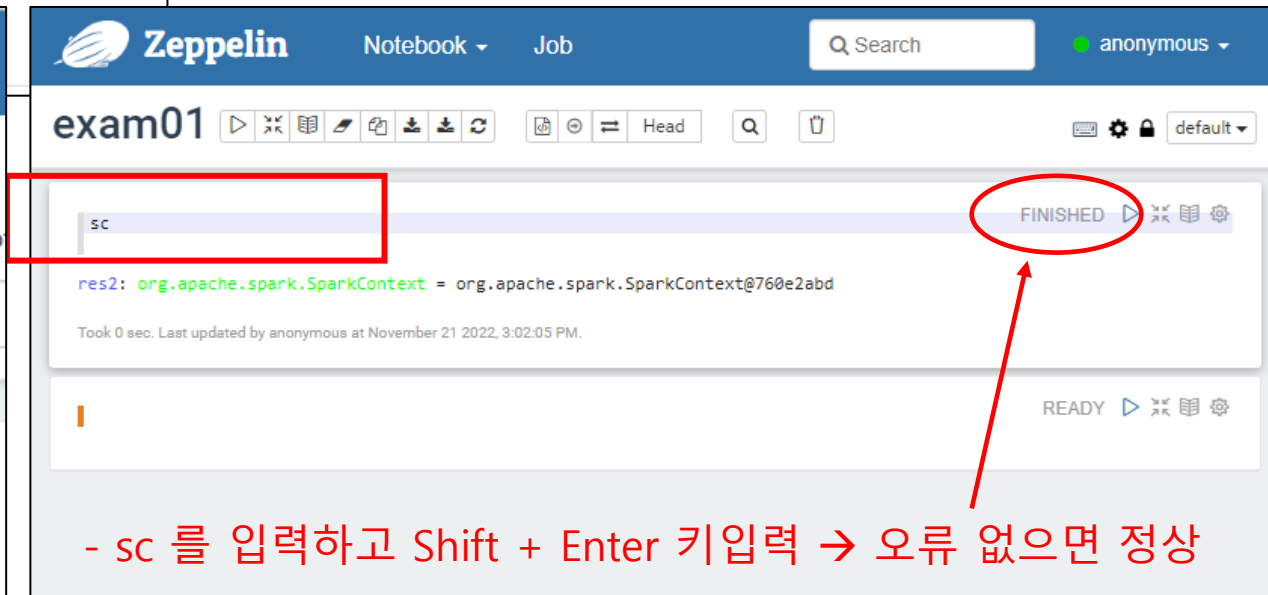 Zeppelin Notebook Job Search anonymous
exam01 Head default
sc
FINISHED
res2: org.apache.spark.SparkContext = org.apache.spark.SparkContext@760e2abd
Took 0 sec. Last updated by anonymous at November 21 2022, 3:02:05 PM.
READY
- sc 를 입력하고 Shift + Enter 키입력 → 오류 없으면 정상